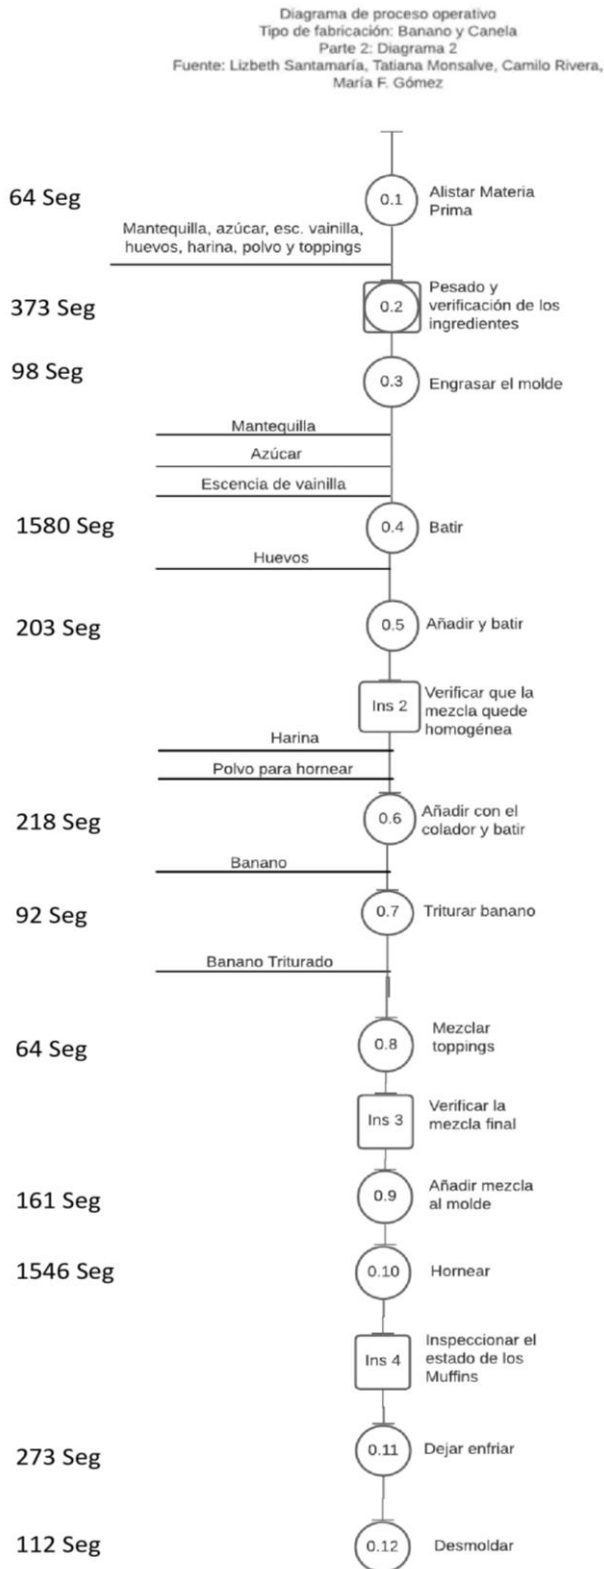 Diagrama de proceso operativo
Tipo de fabricación: Banano y Canela
Parte 2: Diagrama 2
Fuente: Lizbeth Santamaría, Tatiana Monsalve, Camilo Rivera,
María F. Gómez
64 Seg
0.1
Alistar Materia
Prima
Mantequilla, azúcar, esc. vainilla,
huevos, harina, polvo y toppings
373 Seg
0.2
Pesado y
verificación de los
ingredientes
98 Seg
0.3
Engrasar el molde
Mantequilla
Azúcar
Escencia de vainilla
1580 Seg
0.4
Batir
Huevos
203 Seg
0.5
Añadir y batir
Ins 2
Verificar que la
mezcla quede
homogénea
Harina
Polvo para hornear
218 Seg
0.6
Añadir con el
colador y batir
Banano
92 Seg
0.7
Triturar banano
Banano Triturado
64 Seg
0.8
Mezclar
toppings
Ins 3
Verificar la
mezcla final
161 Seg
0.9
Añadir mezcla
al molde
1546 Seg
0.10
Hornear
Ins 4
Inspeccionar el
estado de los
Muffins
273 Seg
0.11
Dejar enfriar
112 Seg
0.12
Desmoldar